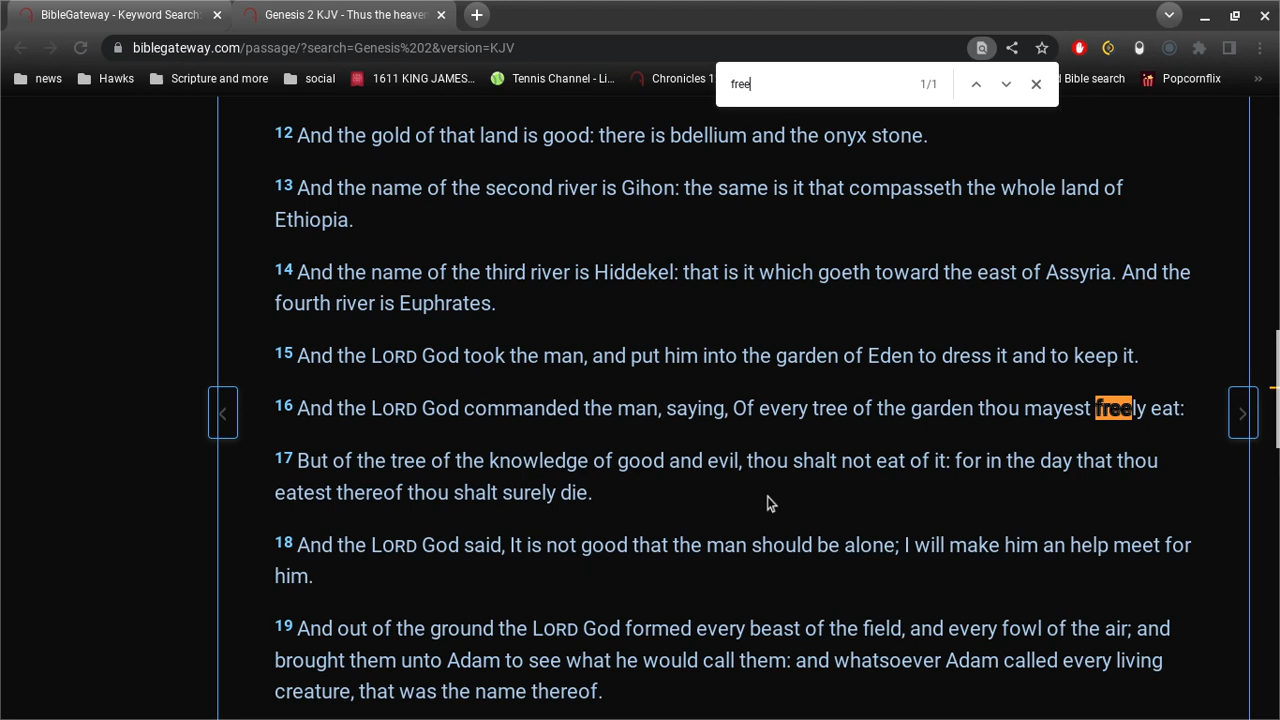 BibleGateway - Keyword Search:
Genesis 2 KJV - Thus the heaven
biblegateway.com/passage/?search=Genesis%202&version=KJV
news
Hawks
Scripture and more
social
1611 KING JAMES...
Tennis Channel - Li...
Chronicles 1
d Bible search
Popcornflix
»
free
1/1
12 And the gold of that land is good: there is bdellium and the onyx stone.
13 And the name of the second river is Gihon: the same is it that compasseth the whole land of
Ethiopia.
14 And the name of the third river is Hiddekel: that is it which goeth toward the east of Assyria. And the
fourth river is Euphrates.
15 And the LORD God took the man, and put him into the garden of Eden to dress it and to keep it.
16 And the LORD God commanded the man, saying, Of every tree of the garden thou mayest freely eat:
17 But of the tree of the knowledge of good and evil, thou shalt not eat of it: for in the day that thou
eatest thereof thou shalt surely die.
18 And the LORD God said, It is not good that the man should be alone; I will make him an help meet for
him.
19 And out of the ground the LORD God formed every beast of the field, and every fowl of the air; and
brought them unto Adam to see what he would call them: and whatsoever Adam called every living
creature, that was the name thereof.